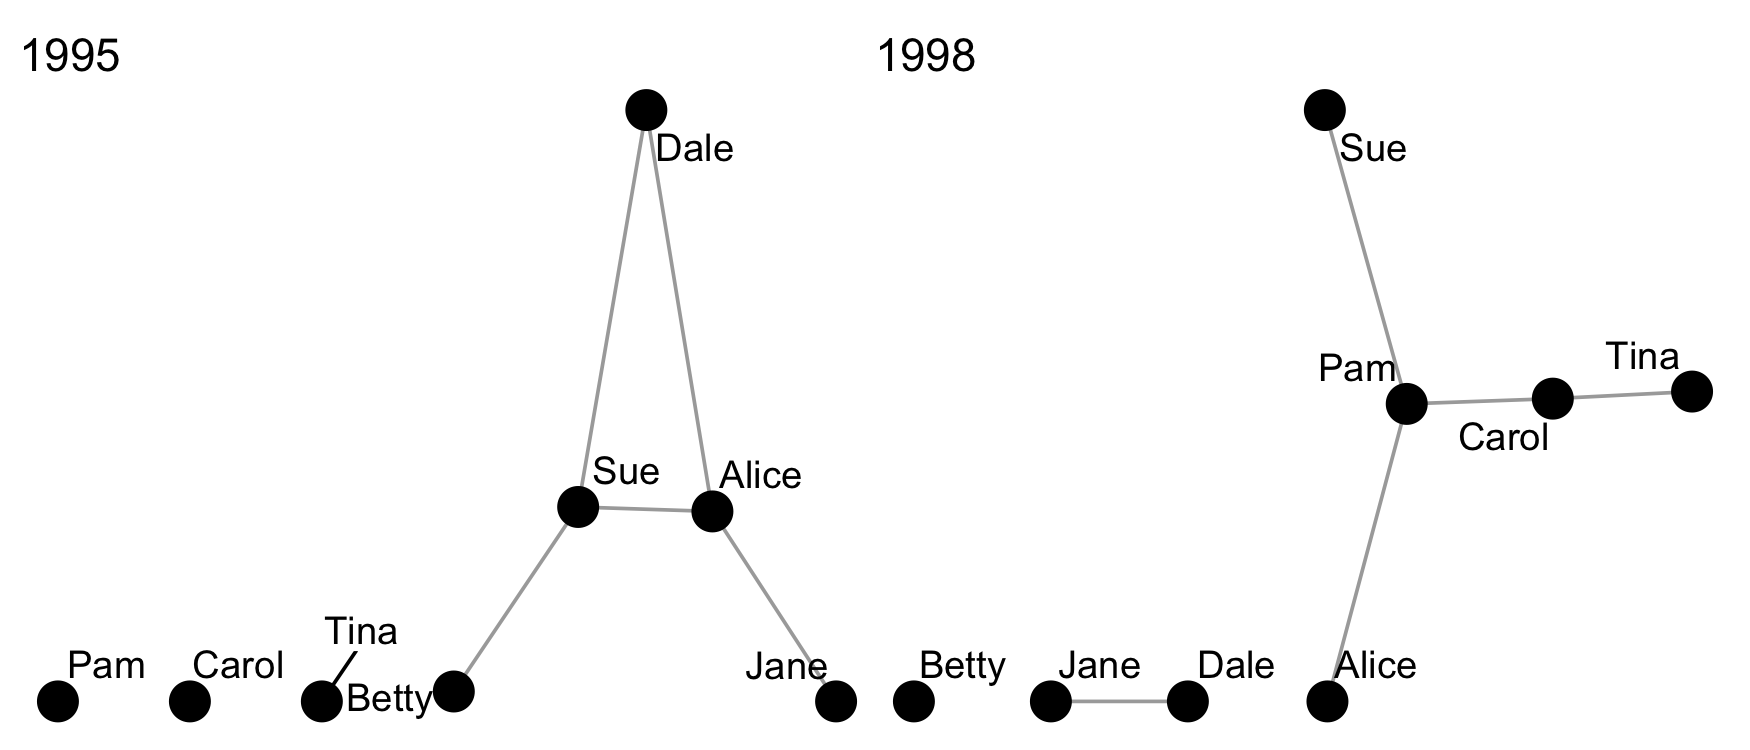 1995
Dale
Sue
Alice
Tina
Pam
Carol
Betty
Jane
1998
Sue
Pam
Tina
Carol
Betty
Jane
Dale
Alice